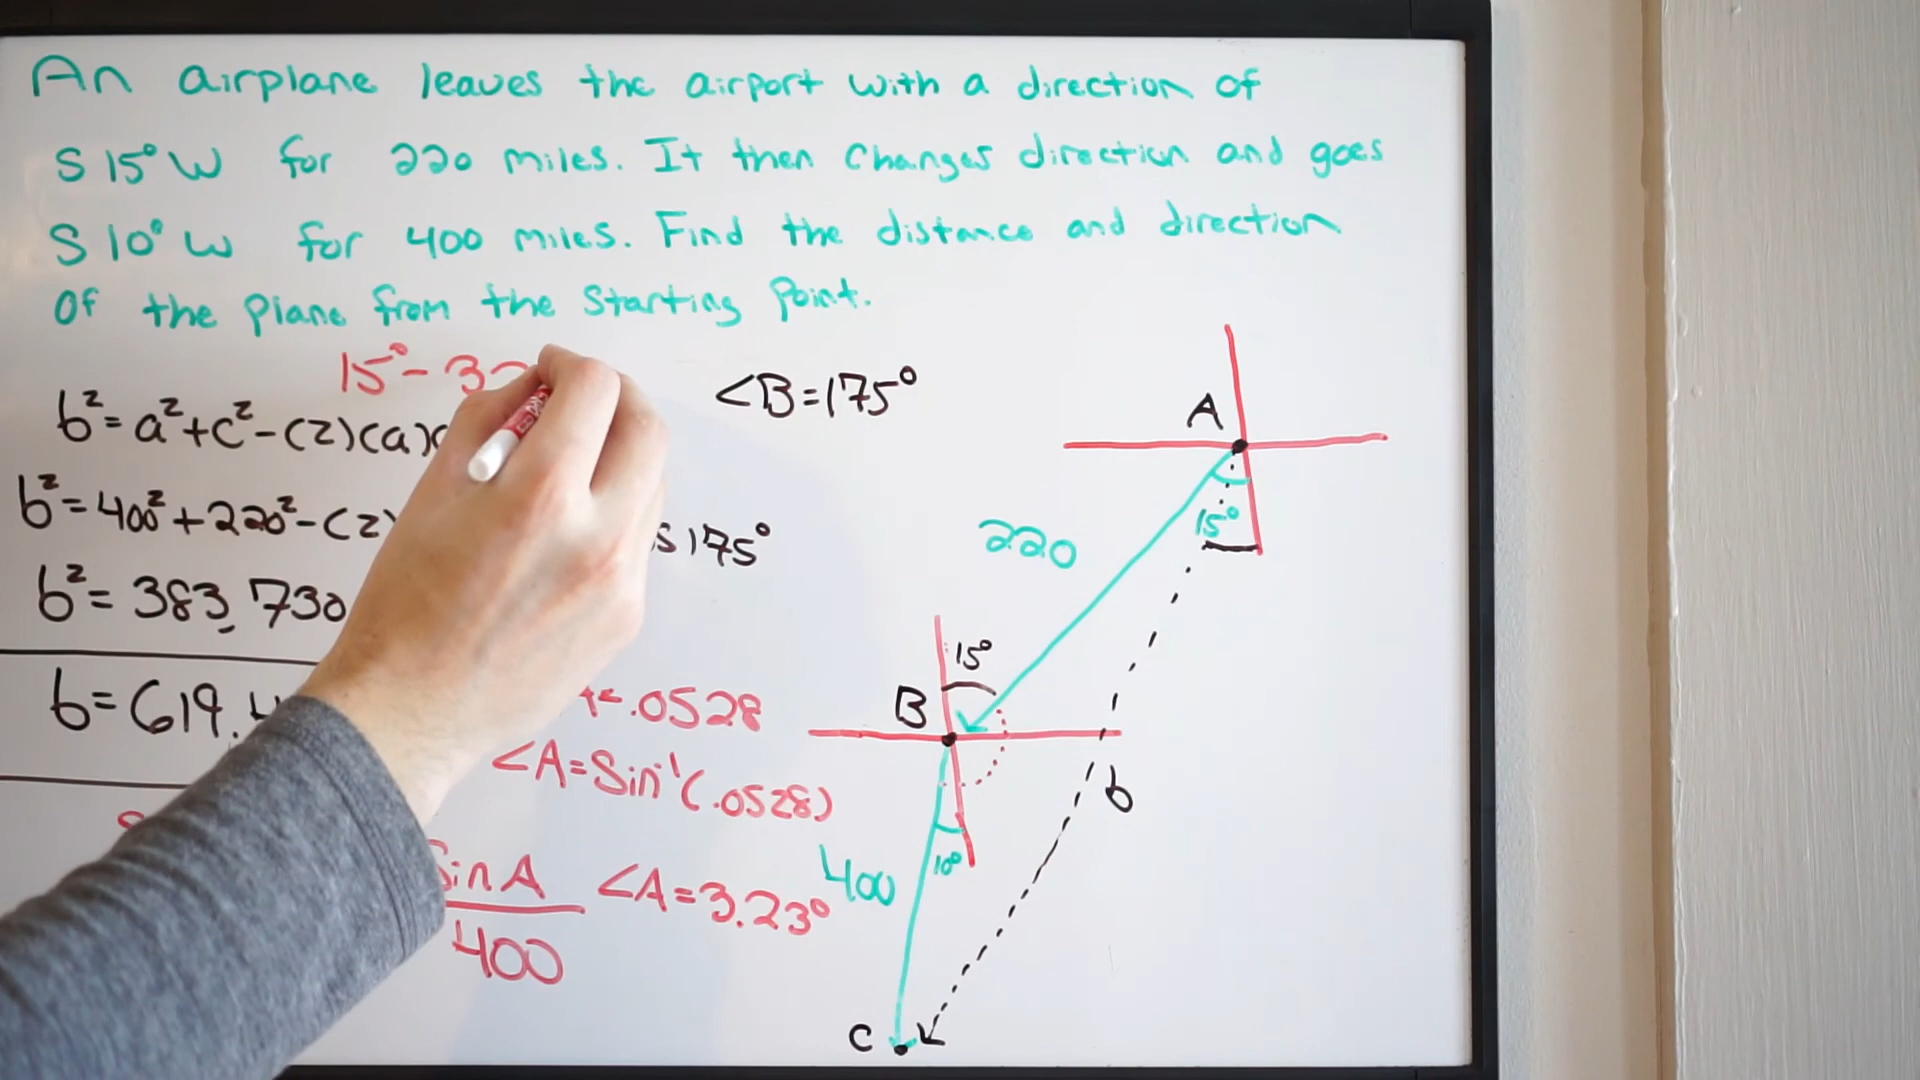 An airplane leaves the airport with a direction of
S 15° W for 220 miles. It then changes direction and goes
S 10° W for 400 miles. Find the distance and direction
of the plane from the starting point.
15° - 3
b² = a² + c² - (2)(a)(
∠B = 175°
b² = 400² + 220² - (2)
175°
b² = 383,730
b = 619.4
.0528
∠A = Sin⁻¹(.0528)
Sin A
400
∠A = 3.23°
A
15°
220
15°
B
b
10°
400
C